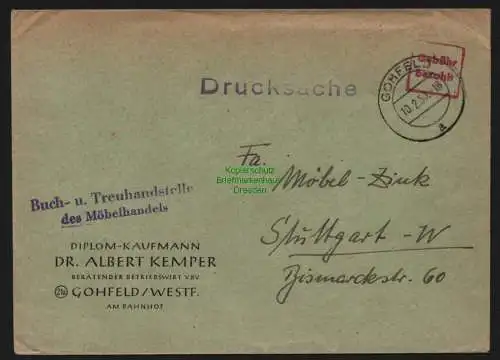 Drucksache
Gebühr
bezahlt
GOHFELD
a
Fa.
Möbel-Zink
Stuttgart-W
Bismarckstr. 60
Kopierschutz
Briefmarkenhaus
Dresden
Buch- u. Treuhandstelle
des Möbelhandels
DIPLOM-KAUFMANN
DR. ALBERT KEMPER
BERATENDER BETRIEBSWIRT VBV
GOHFELD/WESTF.
AM BAHNHOF